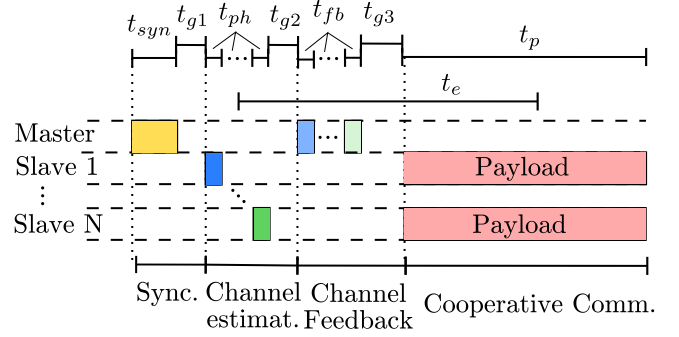 t_syn t_g1 t_ph t_g2 t_fb t_g3 t_p
...
...
t_e
Master ...
Slave 1 Payload
⋮ ⋱
Slave N Payload
Sync. Channel estimat. Channel Feedback Cooperative Comm.